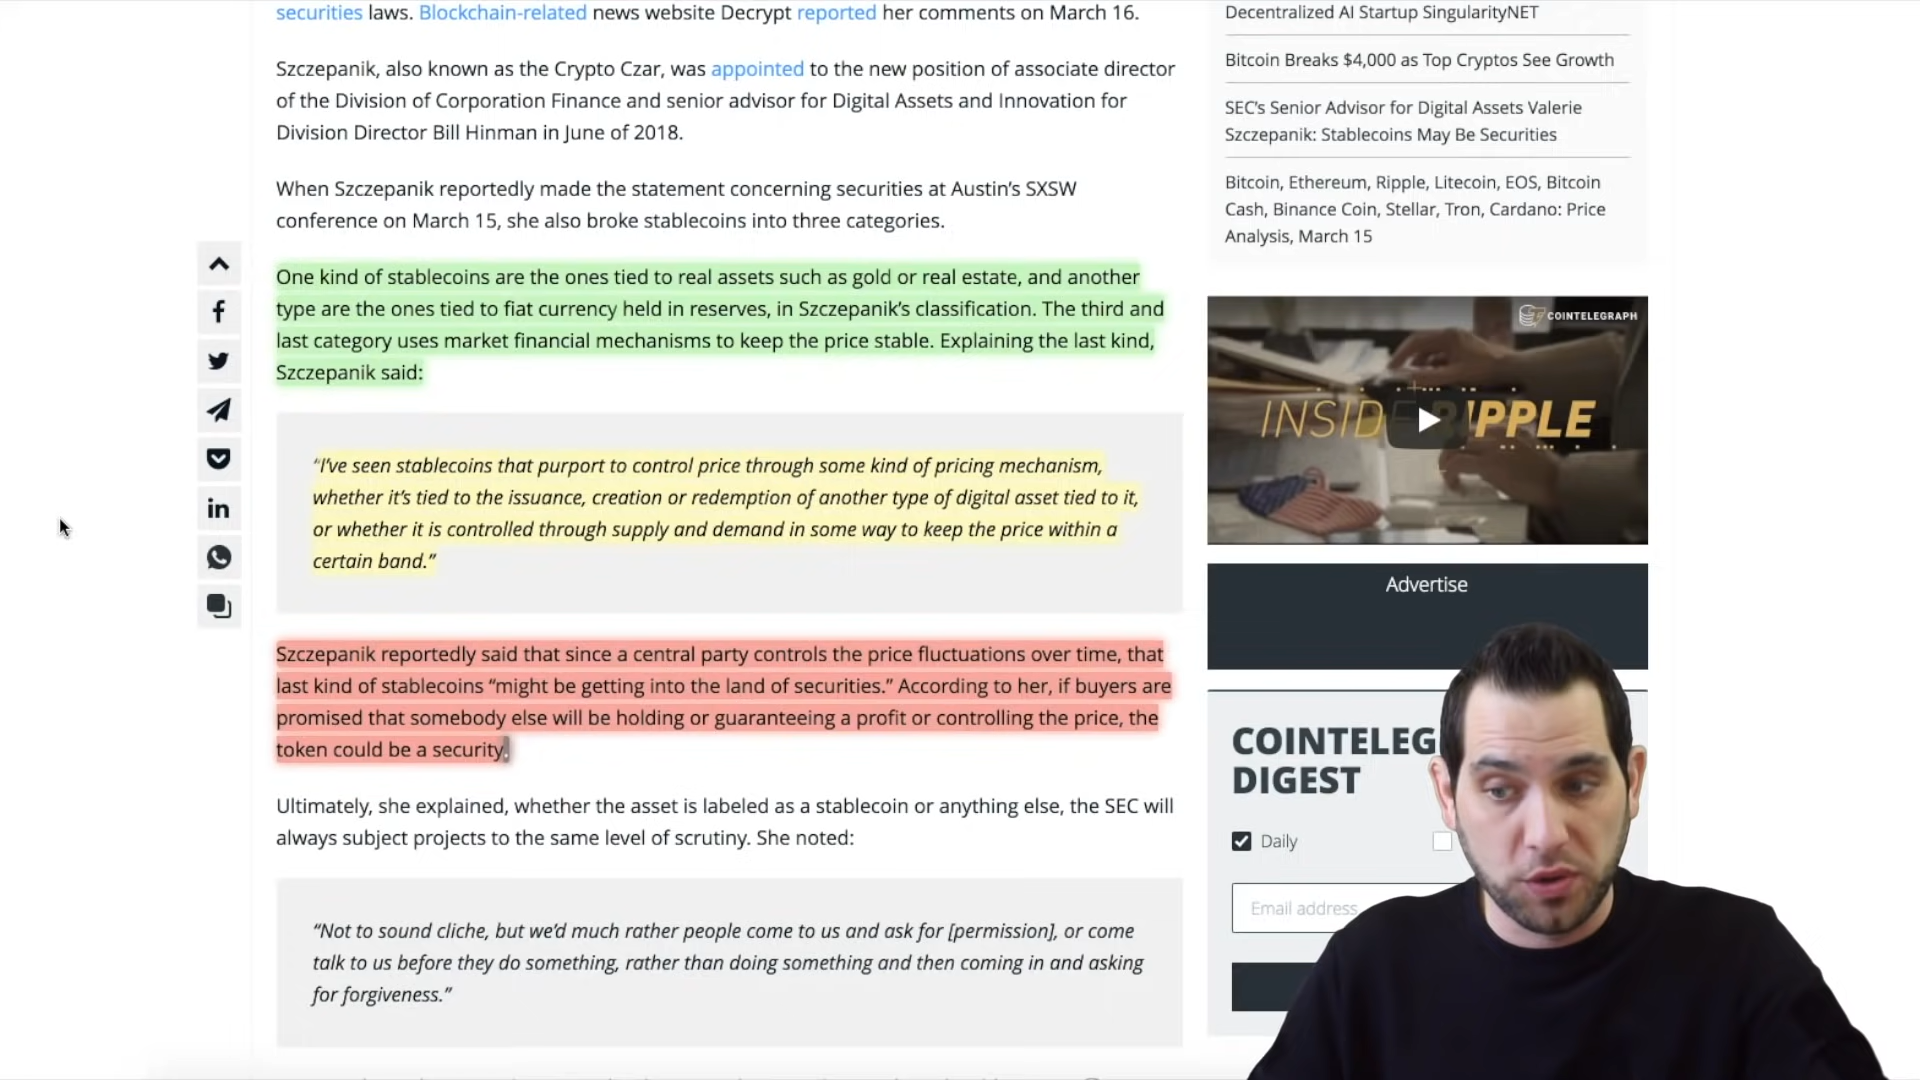 securities laws. Blockchain-related news website Decrypt reported her comments on March 16.
Szczepanik, also known as the Crypto Czar, was appointed to the new position of associate director
of the Division of Corporation Finance and senior advisor for Digital Assets and Innovation for
Division Director Bill Hinman in June of 2018.
When Szczepanik reportedly made the statement concerning securities at Austin’s SXSW
conference on March 15, she also broke stablecoins into three categories.
One kind of stablecoins are the ones tied to real assets such as gold or real estate, and another
type are the ones tied to fiat currency held in reserves, in Szczepanik’s classification. The third and
last category uses market financial mechanisms to keep the price stable. Explaining the last kind,
Szczepanik said:
“I’ve seen stablecoins that purport to control price through some kind of pricing mechanism,
whether it’s tied to the issuance, creation or redemption of another type of digital asset tied to it,
or whether it is controlled through supply and demand in some way to keep the price within a
certain band.”
Szczepanik reportedly said that since a central party controls the price fluctuations over time, that
last kind of stablecoins “might be getting into the land of securities.” According to her, if buyers are
promised that somebody else will be holding or guaranteeing a profit or controlling the price, the
token could be a security.
Ultimately, she explained, whether the asset is labeled as a stablecoin or anything else, the SEC will
always subject projects to the same level of scrutiny. She noted:
“Not to sound cliche, but we’d much rather people come to us and ask for [permission], or come
talk to us before they do something, rather than doing something and then coming in and asking
for forgiveness.”
Decentralized AI Startup SingularityNET
Bitcoin Breaks $4,000 as Top Cryptos See Growth
SEC’s Senior Advisor for Digital Assets Valerie
Szczepanik: Stablecoins May Be Securities
Bitcoin, Ethereum, Ripple, Litecoin, EOS, Bitcoin
Cash, Binance Coin, Stellar, Tron, Cardano: Price
Analysis, March 15
COINTELEGRAPH
INSIDE RIPPLE
Advertise
COINTELEG
DIGEST
Daily
Email address